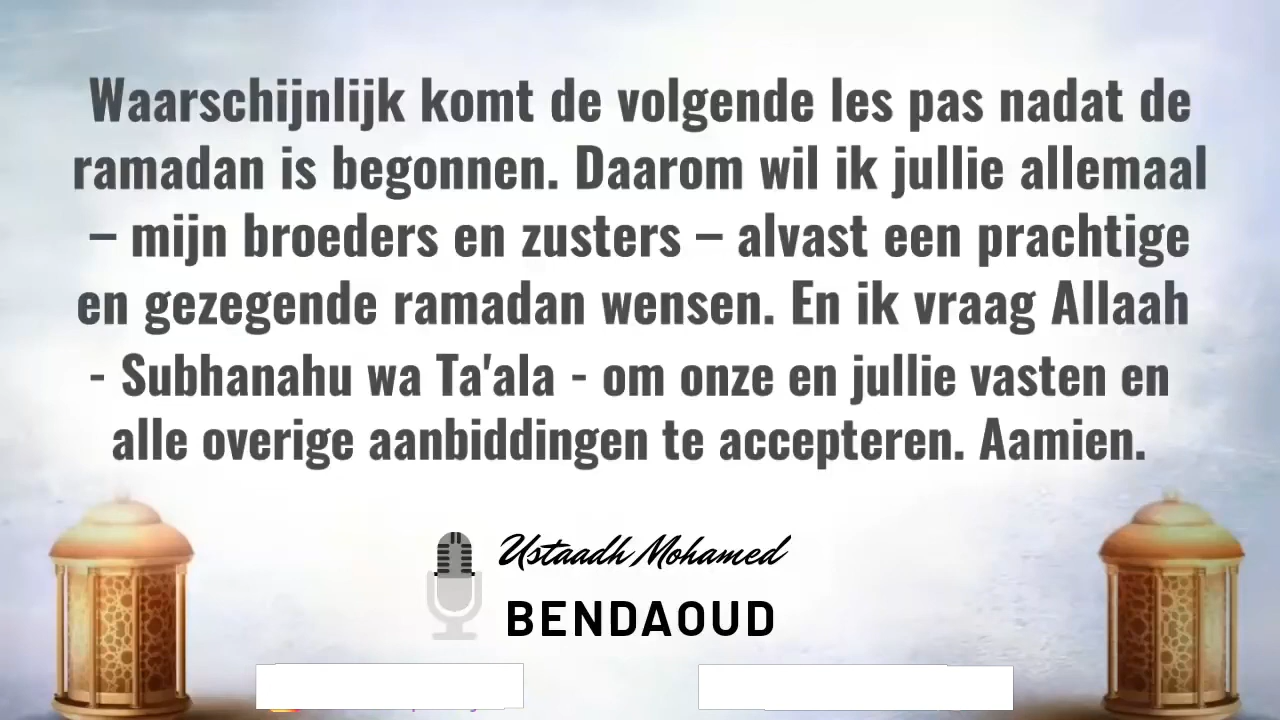 Waarschijnlijk komt de volgende les pas nadat de
ramadan is begonnen. Daarom wil ik jullie allemaal
– mijn broeders en zusters – alvast een prachtige
en gezegende ramadan wensen. En ik vraag Allaah
- Subhanahu wa Ta'ala - om onze en jullie vasten en
alle overige aanbiddingen te accepteren. Aamien.
Ustaadh Mohamed
BENDAOUD